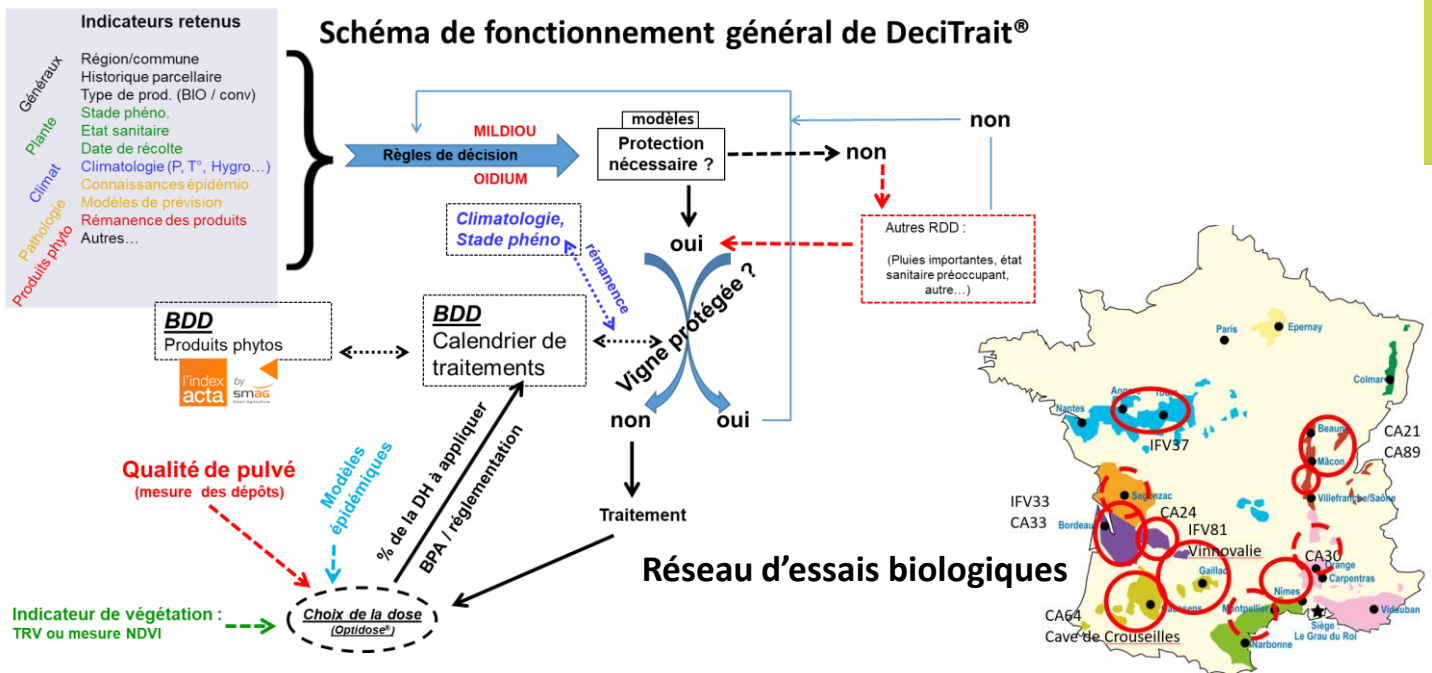 Schéma de fonctionnement général de DeciTrait®
Indicateurs retenus
Généraux
Région/commune
Historique parcellaire
Type de prod. (BIO / conv)
Plante
Stade phéno.
Etat sanitaire
Date de récolte
Climat
Climatologie (P, T°, Hygro…)
Pathologie
Connaissances épidémio
Modèles de prévision
Produits phyto
Rémanence des produits
Autres…
MILDIOU
Règles de décision
OIDIUM
modèles
Protection
nécessaire ?
non
non
oui
Autres RDD :
(Pluies importantes, état
sanitaire préoccupant,
autre…)
Climatologie,
Stade phéno
rémanence
Vigne protégée ?
BDD
Produits phytos
l'index
acta
by
smag
Smart Agriculture
BDD
Calendrier de
traitements
non
oui
Traitement
Qualité de pulvé
(mesure des dépôts)
Modèles
épidémiques
% de la DH à appliquer
BPA / réglementation
Indicateur de végétation :
TRV ou mesure NDVI
Choix de la dose
(Optidose®)
Réseau d'essais biologiques
Paris
Epernay
Colmar
Angers
Nantes
IFV37
Beaune
CA21
CA89
Mâcon
Villefranche/Saône
Segonzac
IFV33
CA33
Bordeaux
CA24
IFV81
Vinnovalie
Gaillac
CA30
Orange
Carpentras
Nîmes
Montpellier
Vidauban
Siège :
Le Grau du Roi
Narbonne
CA64
Cave de Crouseilles